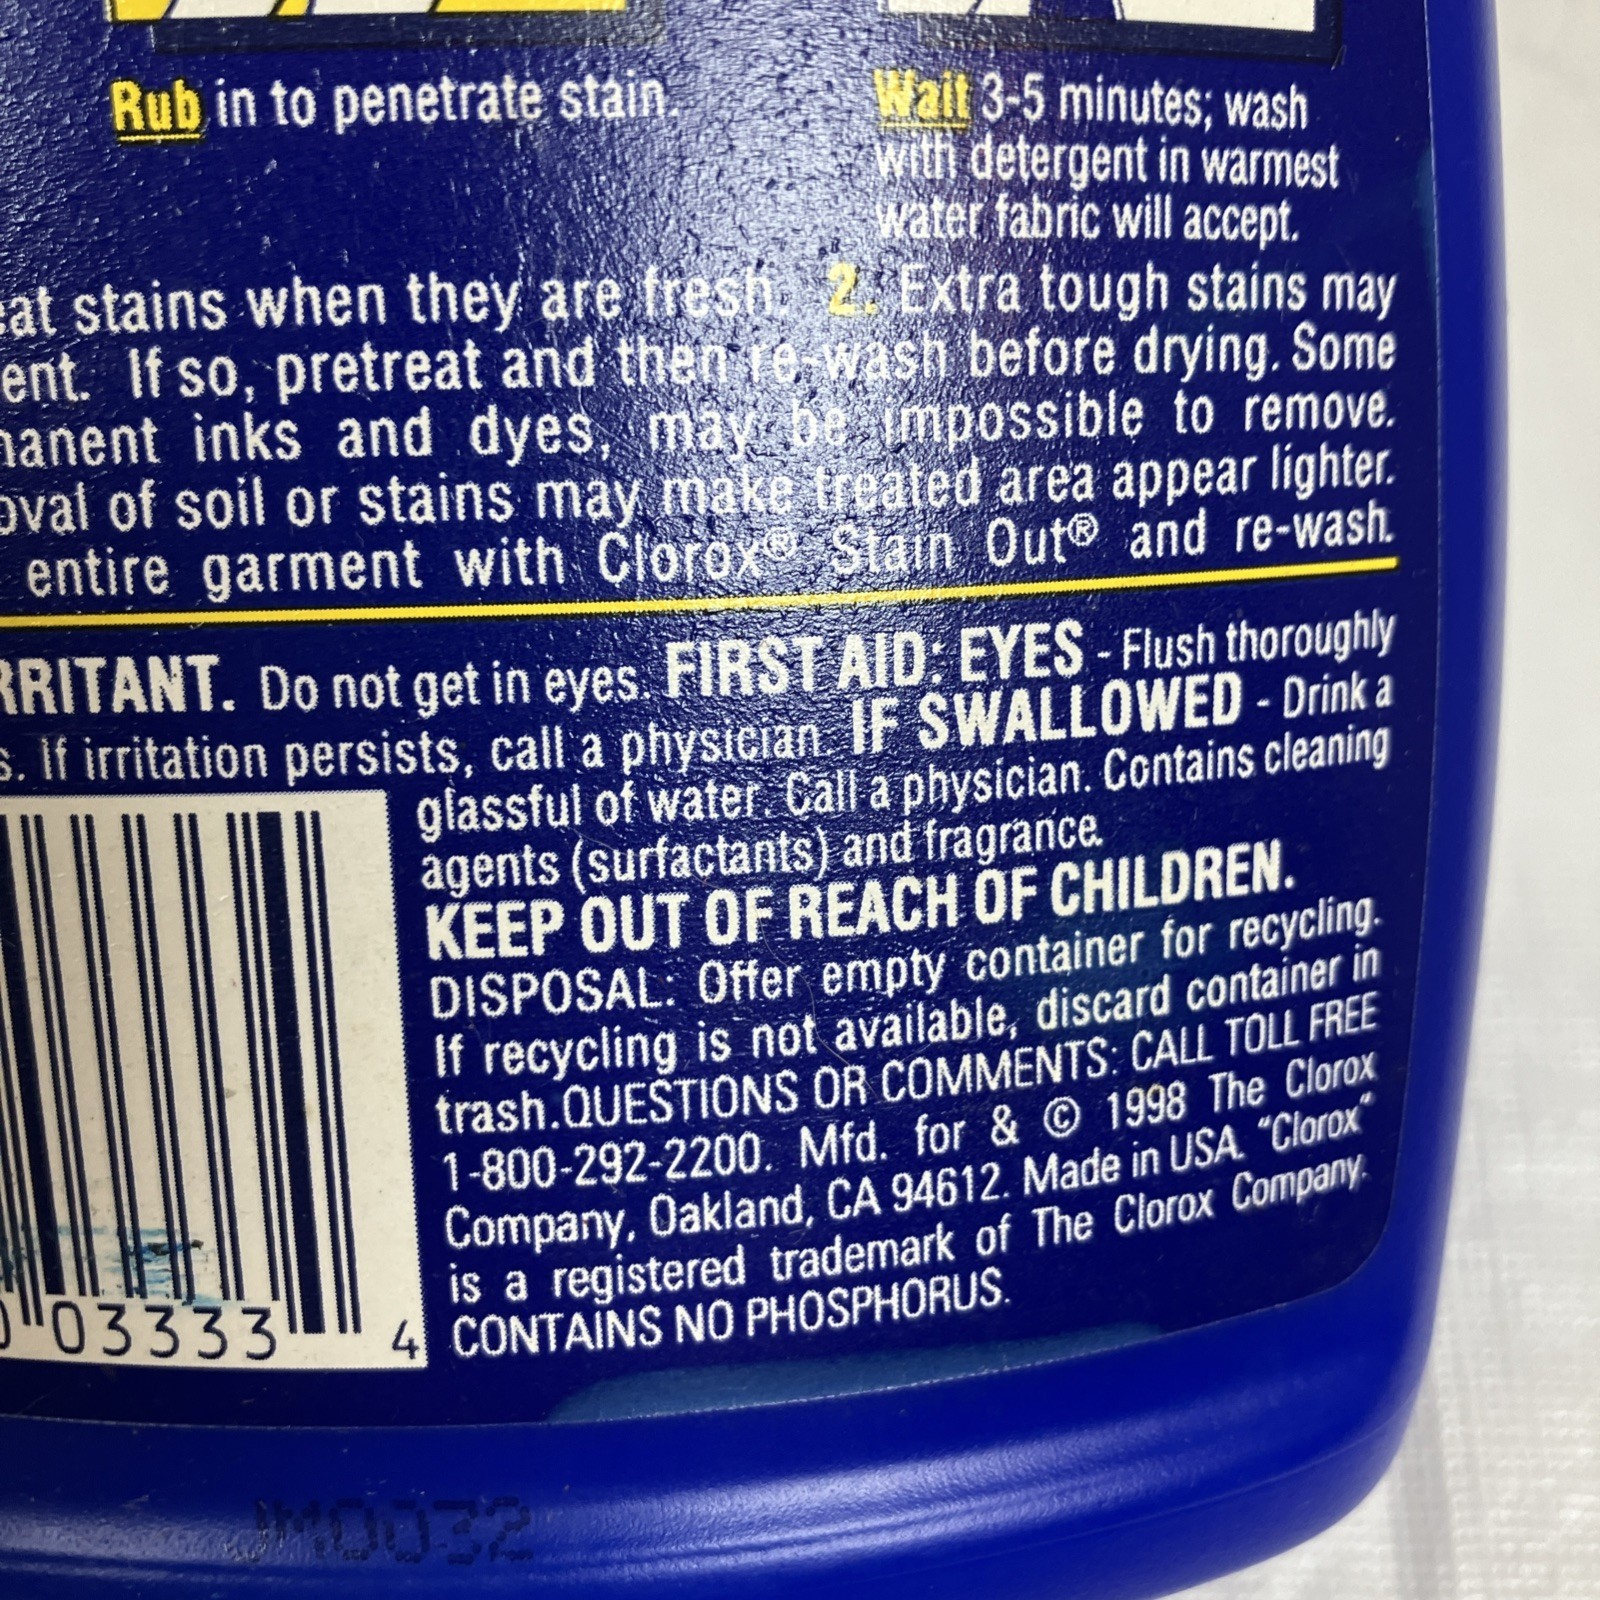 Rub in to penetrate stain.
Wait 3-5 minutes; wash
with detergent in warmest
water fabric will accept.
eat stains when they are fresh. 2. Extra tough stains may
ent. If so, pretreat and then re-wash before drying. Some
manent inks and dyes, may be impossible to remove.
oval of soil or stains may make treated area appear lighter.
entire garment with Clorox® Stain Out® and re-wash.
RRITANT. Do not get in eyes. FIRST AID: EYES - Flush thoroughly
s. If irritation persists, call a physician. IF SWALLOWED - Drink a
glassful of water. Call a physician. Contains cleaning
agents (surfactants) and fragrance.
KEEP OUT OF REACH OF CHILDREN.
DISPOSAL: Offer empty container for recycling.
If recycling is not available, discard container in
trash.QUESTIONS OR COMMENTS: CALL TOLL FREE
1-800-292-2200. Mfd. for & © 1998 The Clorox
Company, Oakland, CA 94612. Made in USA. "Clorox"
is a registered trademark of The Clorox Company.
CONTAINS NO PHOSPHORUS.
0 03333 4
JM0032